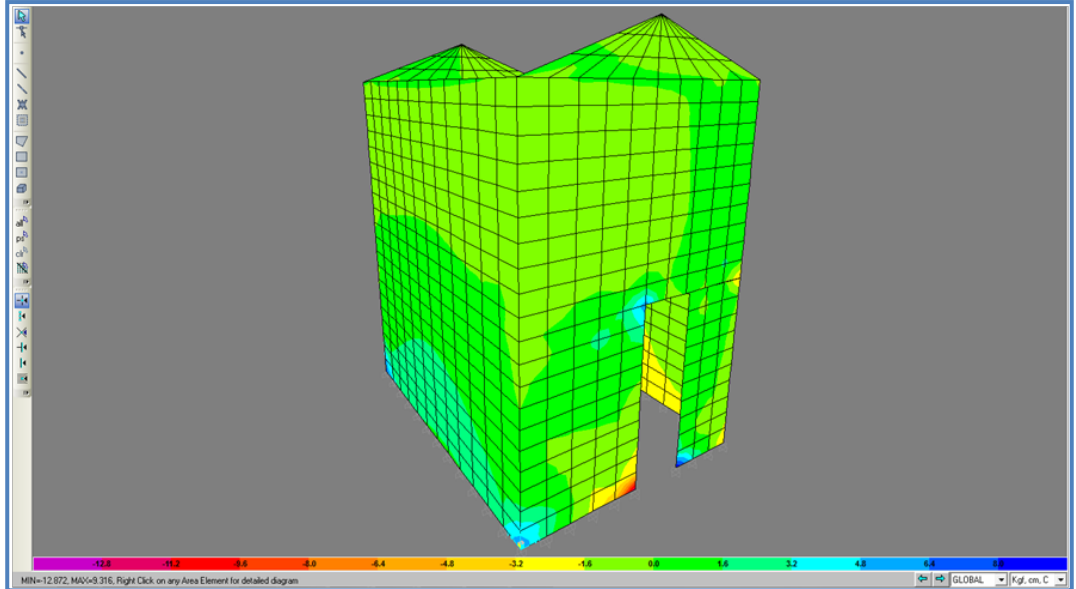 all
-12.8 -11.2 -9.6 -8.0 -6.4 -4.8 -3.2 -1.6 0.0 1.6 3.2 4.8 6.4 8.0
MIN=-12.872, MAX=9.316, Right Click on any Area Element for detailed diagram
GLOBAL
Kgf, cm, C